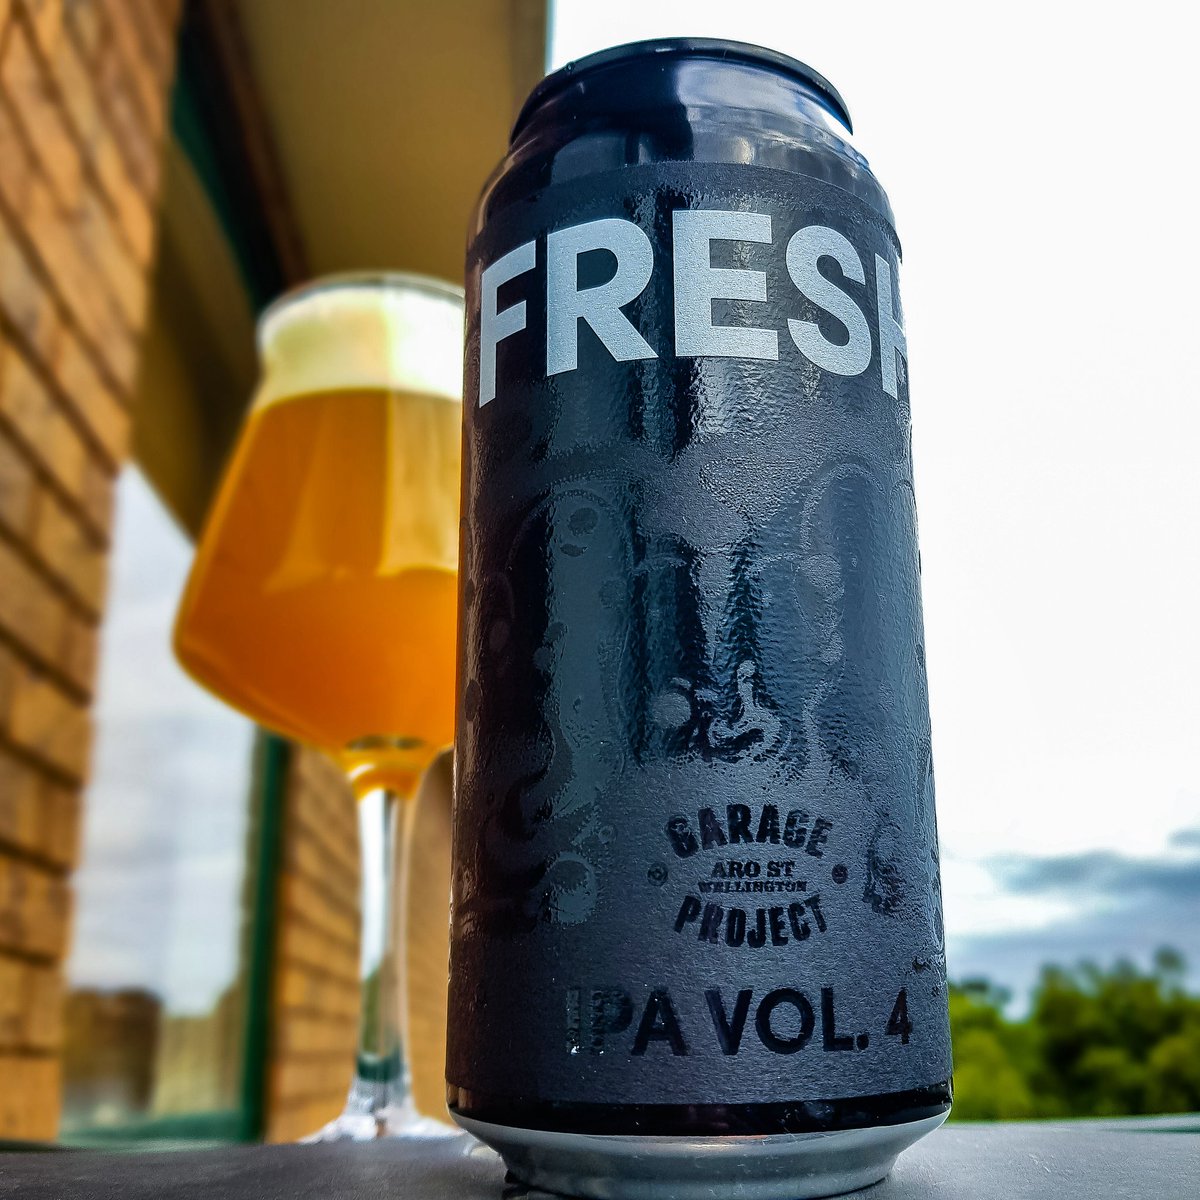 FRESH
GARAGE
ARO ST
WELLINGTON
PROJECT
IPA VOL. 4